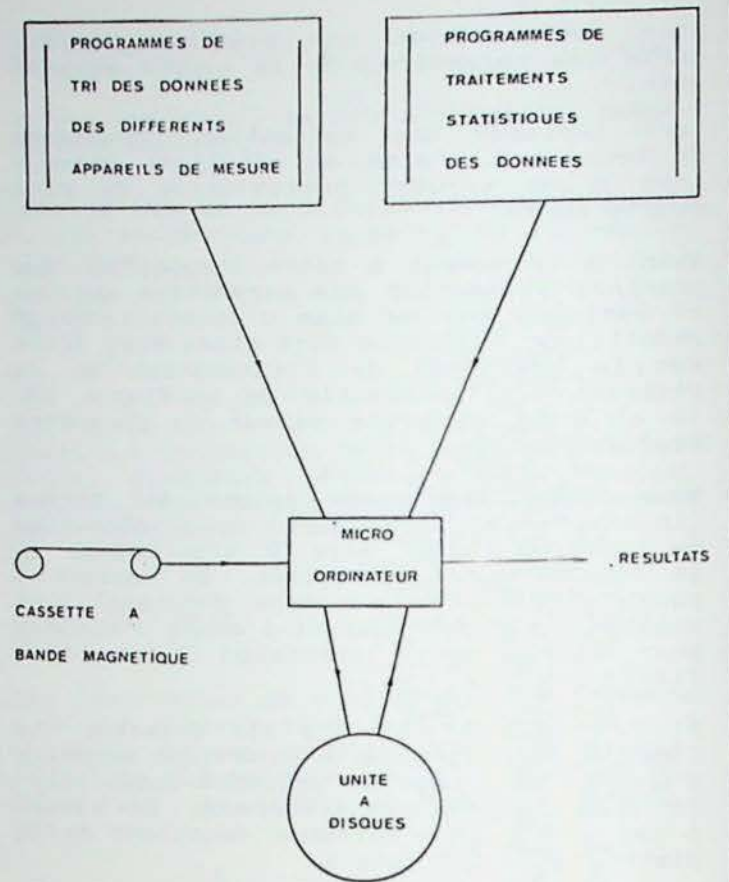 PROGRAMMES DE
TRI DES DONNEES
DES DIFFERENTS
APPAREILS DE MESURE
PROGRAMMES DE
TRAITEMENTS
STATISTIQUES
DES DONNEES
MICRO
ORDINATEUR
RESULTATS
CASSETTE A
BANDE MAGNETIQUE
UNITE
A
DISQUES